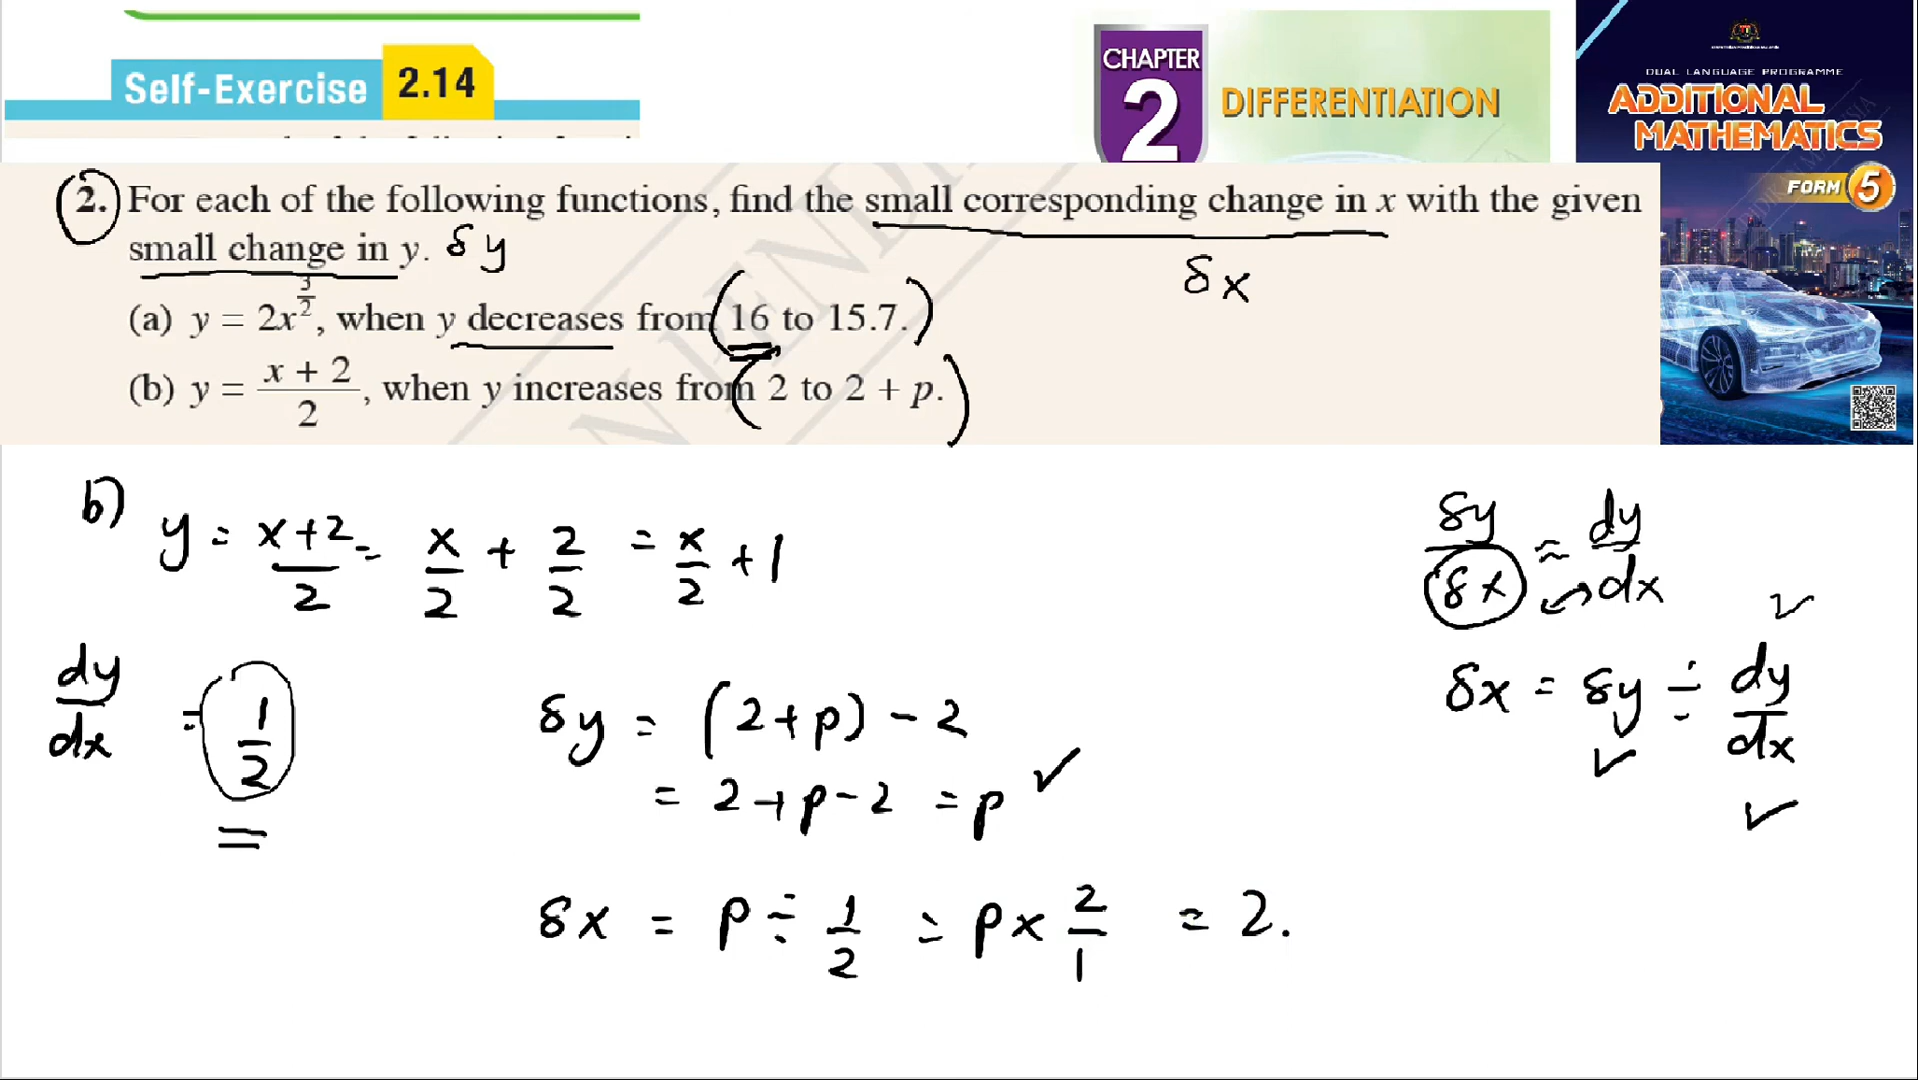 Self-Exercise 2.14
CHAPTER
2
DIFFERENTIATION
DUAL LANGUAGE PROGRAMME
ADDITIONAL
MATHEMATICS
FORM 5
2. For each of the following functions, find the small corresponding change in x with the given
small change in y. δy
δx
(a) y = 2x^(3/2), when y decreases from (16 to 15.7.)
(b) y = (x + 2)/2, when y increases from (2 to 2 + p.)
b) y = (x+2)/2 = x/2 + 2/2 = x/2 + 1
δy/δx ≈ dy/dx
dy/dx = 1/2
δx = δy ÷ dy/dx
δy = (2+p) - 2
= 2+p-2 = p ✓
δx = p ÷ 1/2 = p x 2/1 = 2.